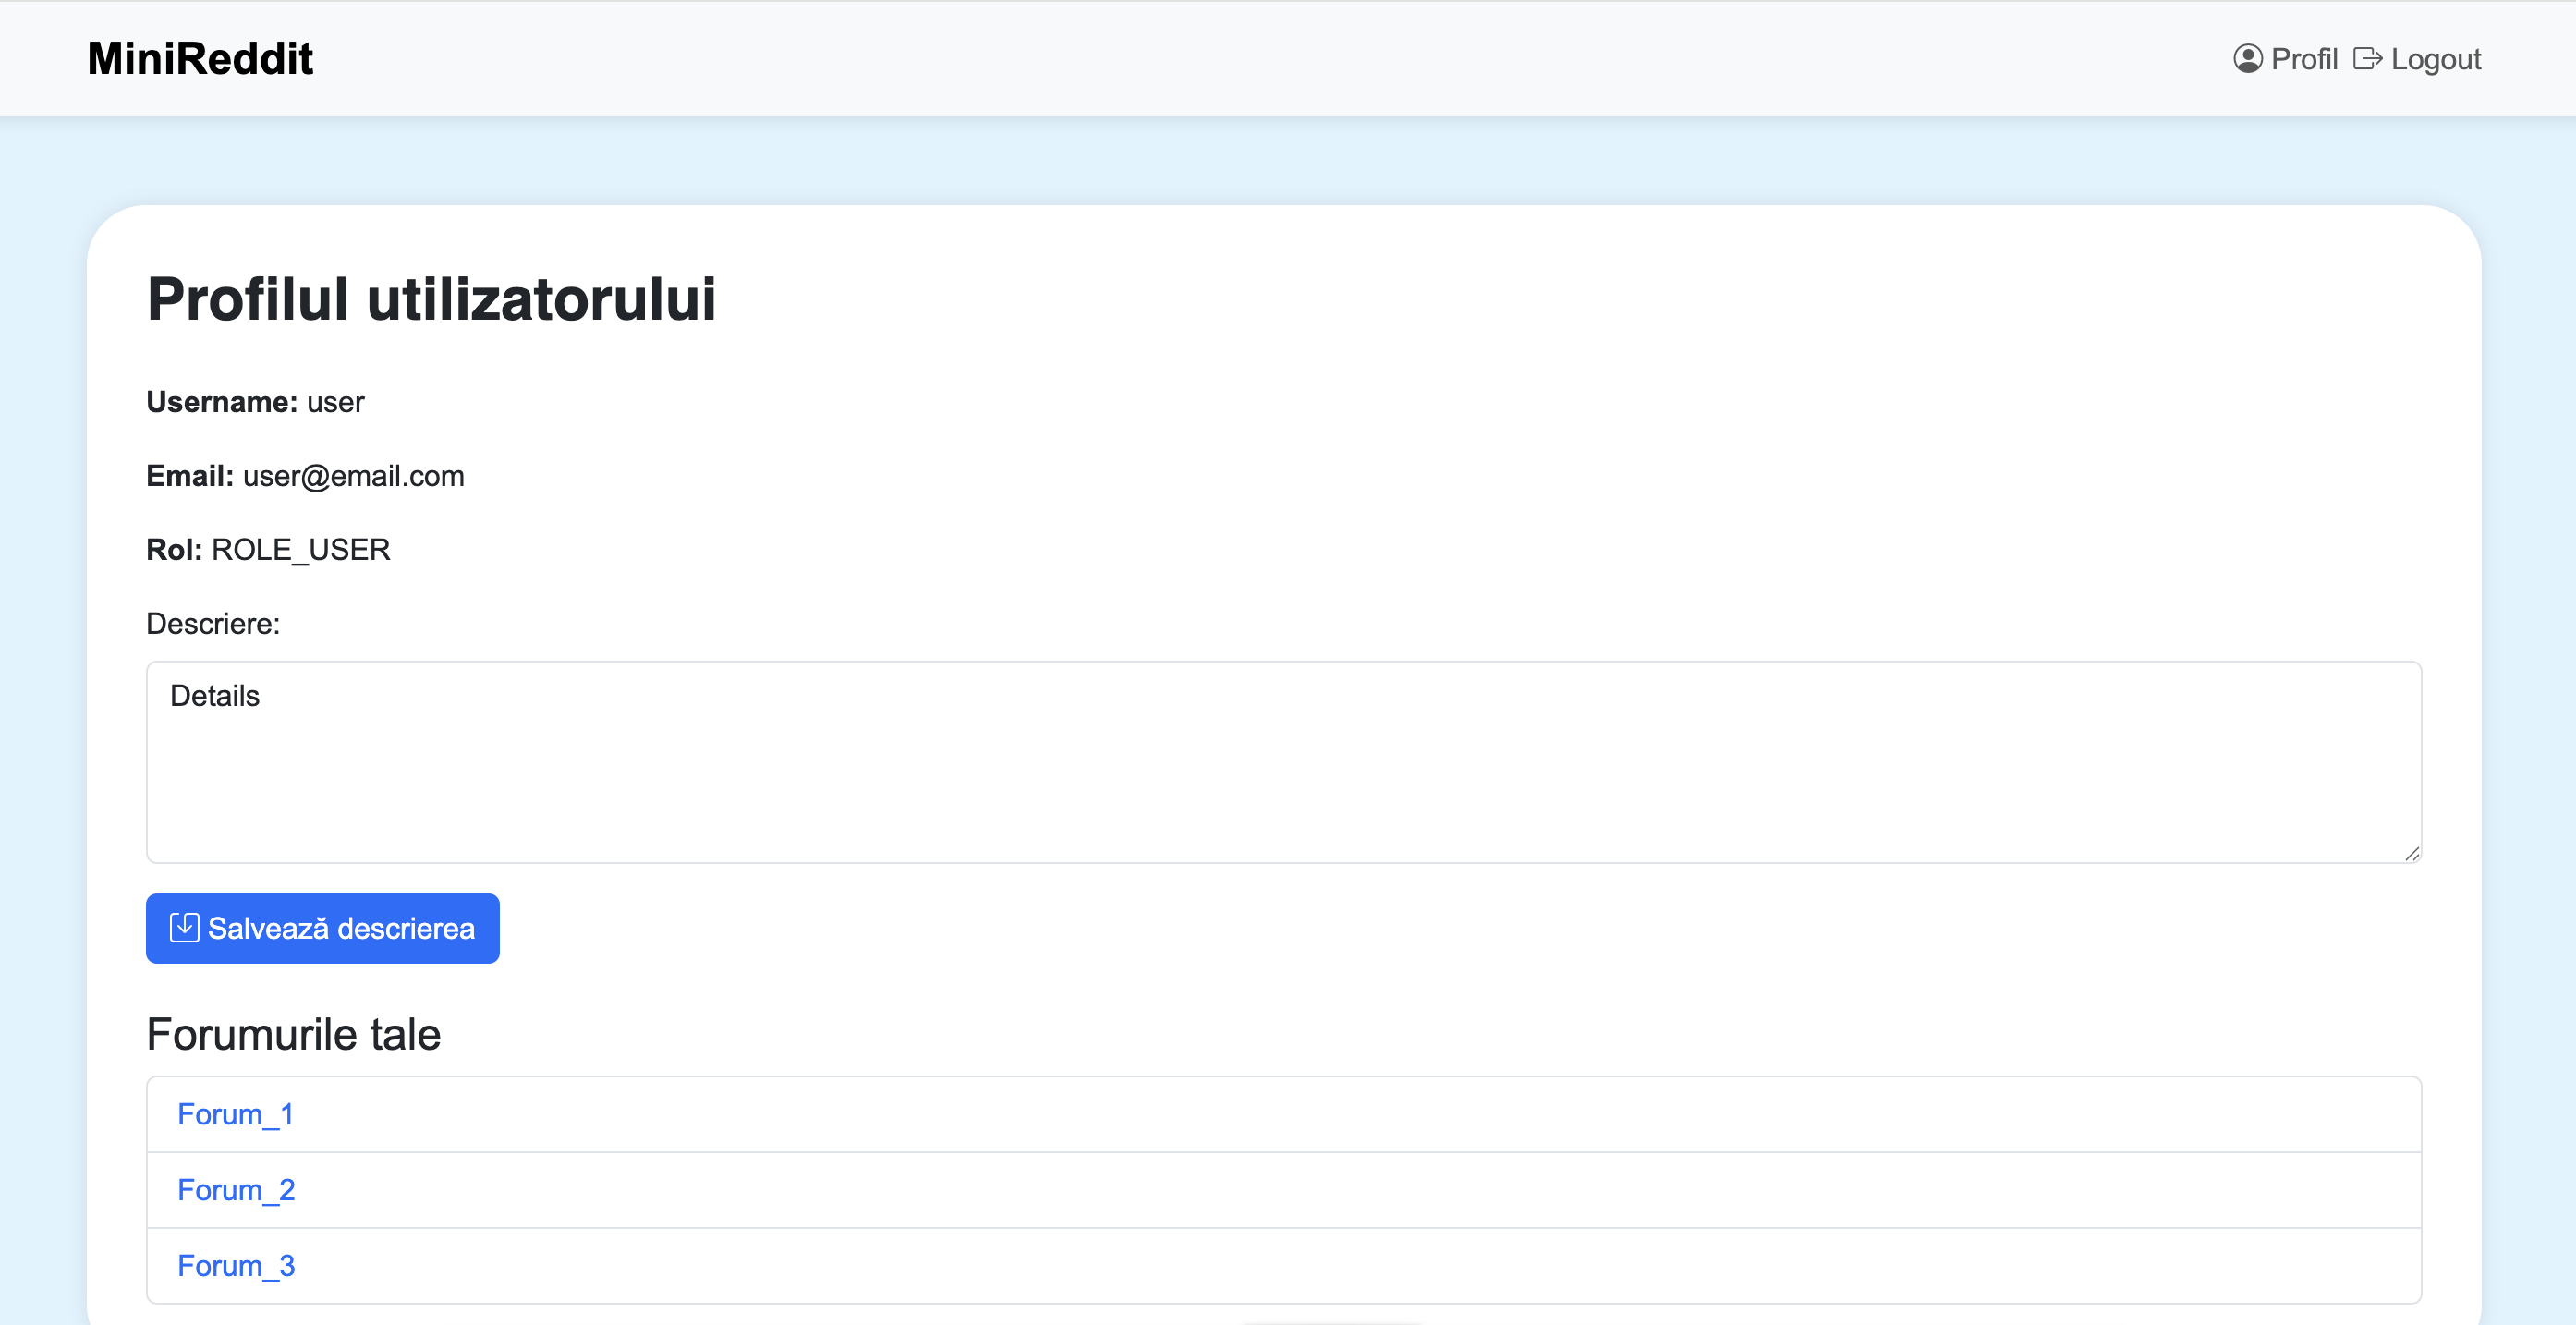 MiniReddit
Profil Logout
Profilul utilizatorului
Username: user
Email: user@email.com
Rol: ROLE_USER
Descriere:
Details
Salvează descrierea
Forumurile tale
Forum_1
Forum_2
Forum_3